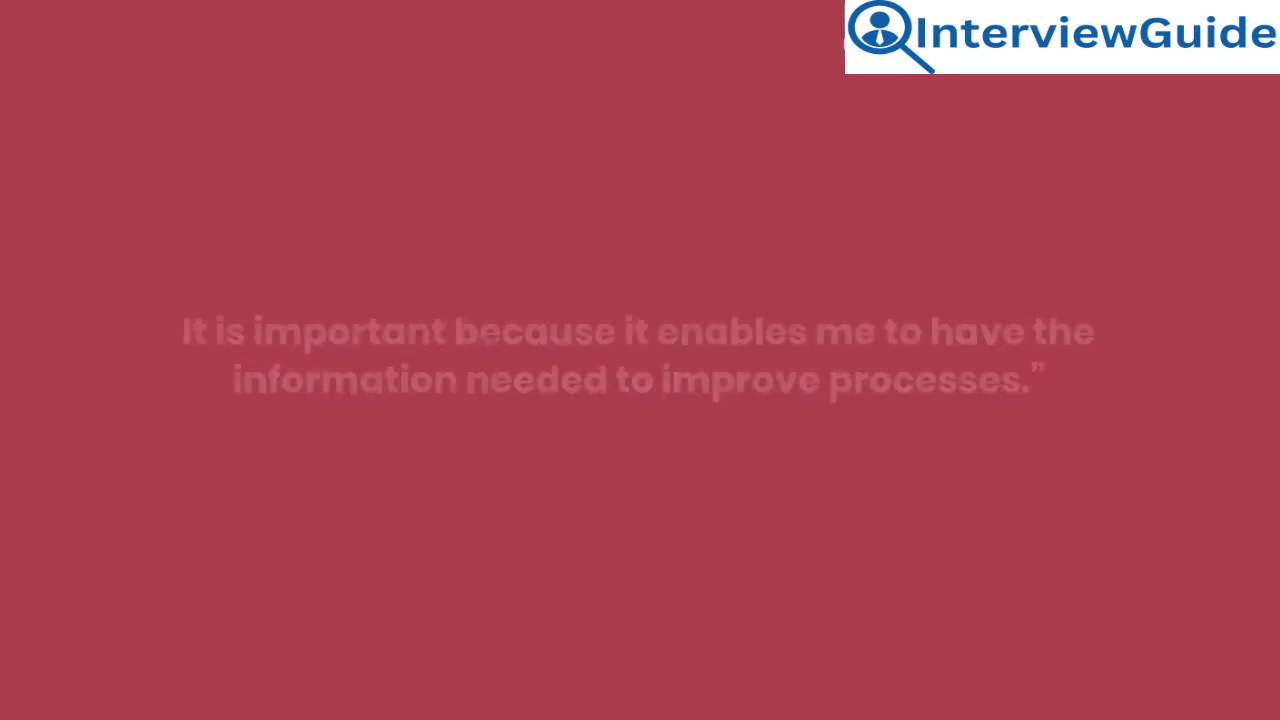 InterviewGuide
It is important because it enables me to have the
information needed to improve processes.”